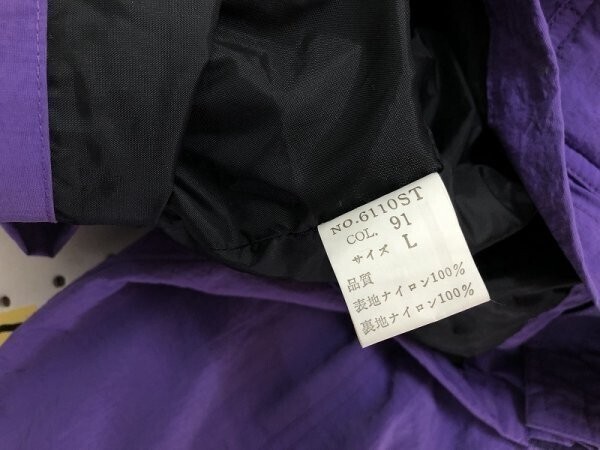 NO.6110ST
COL. 91
サイズ L
品質
表地ナイロン100%
裏地ナイロン100%